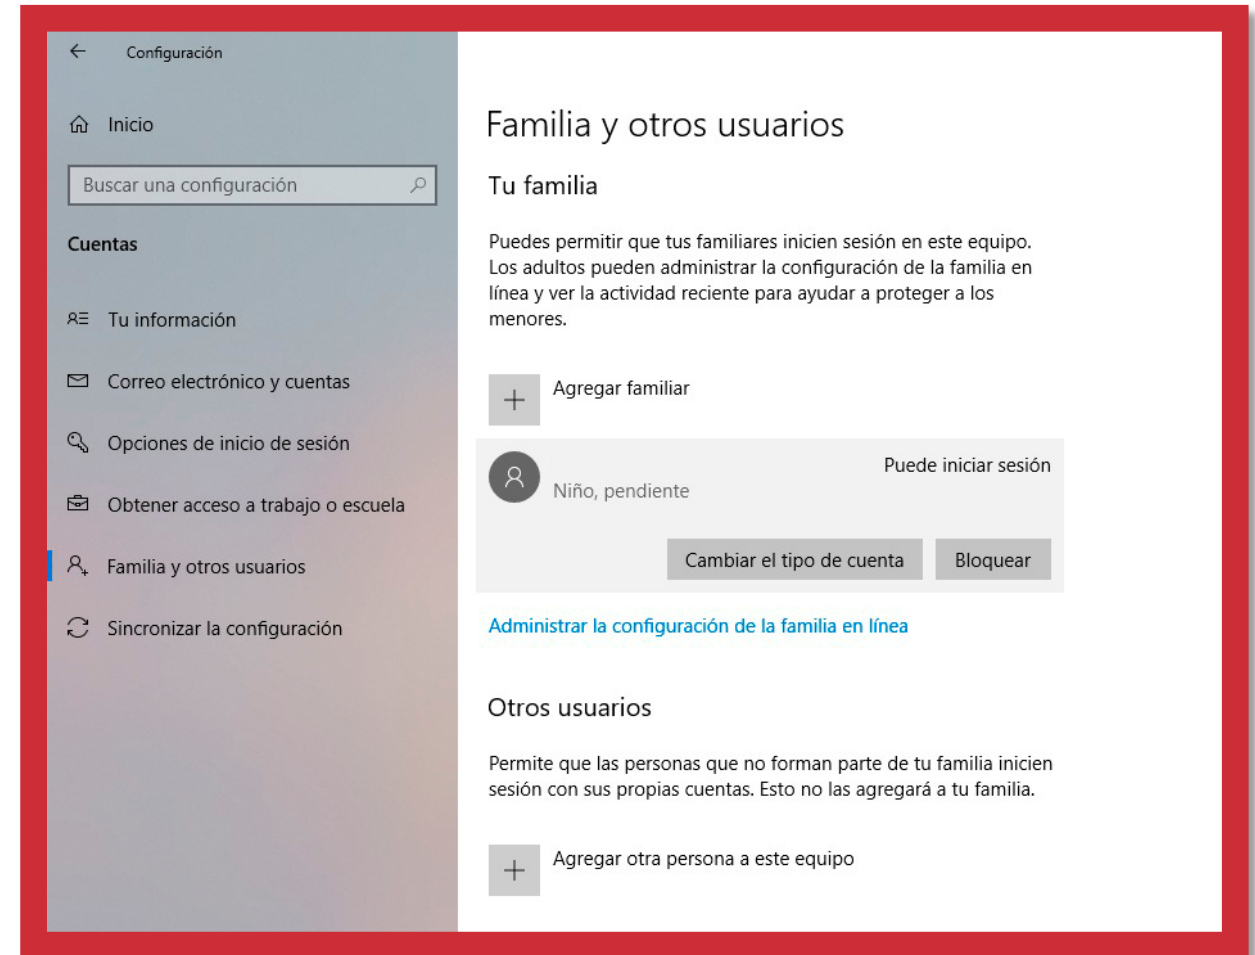 Configuración
Inicio
Buscar una configuración
Cuentas
Tu información
Correo electrónico y cuentas
Opciones de inicio de sesión
Obtener acceso a trabajo o escuela
Familia y otros usuarios
Sincronizar la configuración
Familia y otros usuarios
Tu familia
Puedes permitir que tus familiares inicien sesión en este equipo.
Los adultos pueden administrar la configuración de la familia en
línea y ver la actividad reciente para ayudar a proteger a los
menores.
Agregar familiar
Puede iniciar sesión
Niño, pendiente
Cambiar el tipo de cuenta
Bloquear
Administrar la configuración de la familia en línea
Otros usuarios
Permite que las personas que no forman parte de tu familia inicien
sesión con sus propias cuentas. Esto no las agregará a tu familia.
Agregar otra persona a este equipo